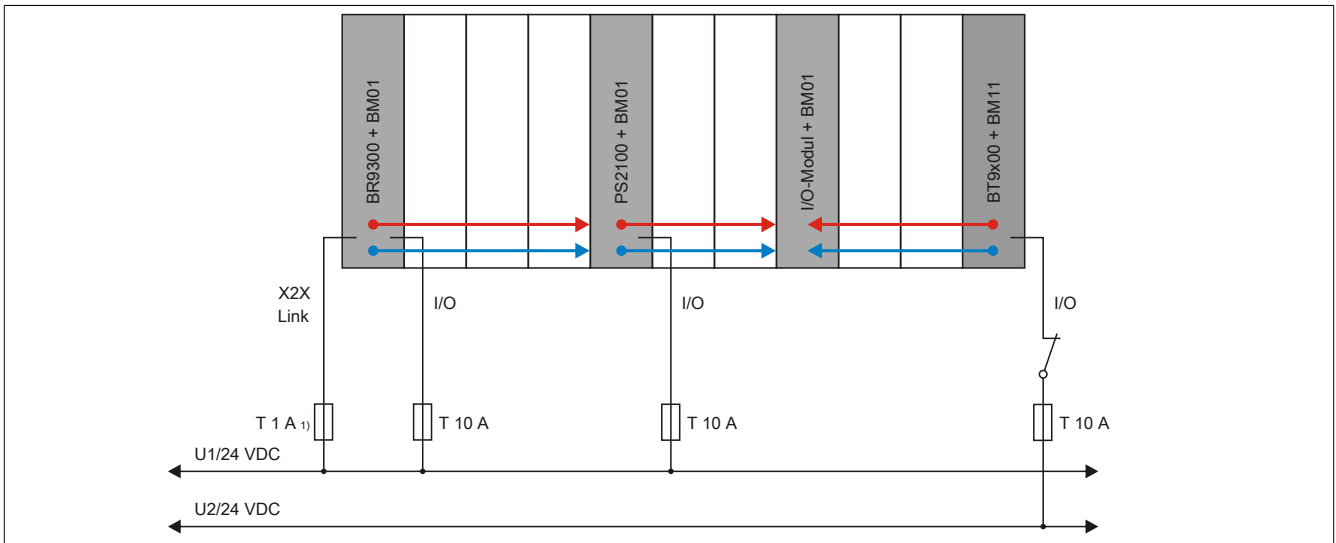 BR9300 + BM01
PS2100 + BM01
I/O-Modul + BM01
BT9x00 + BM11
X2X
Link
I/O
I/O
I/O
T 1 A 1)
T 10 A
T 10 A
T 10 A
U1/24 VDC
U2/24 VDC